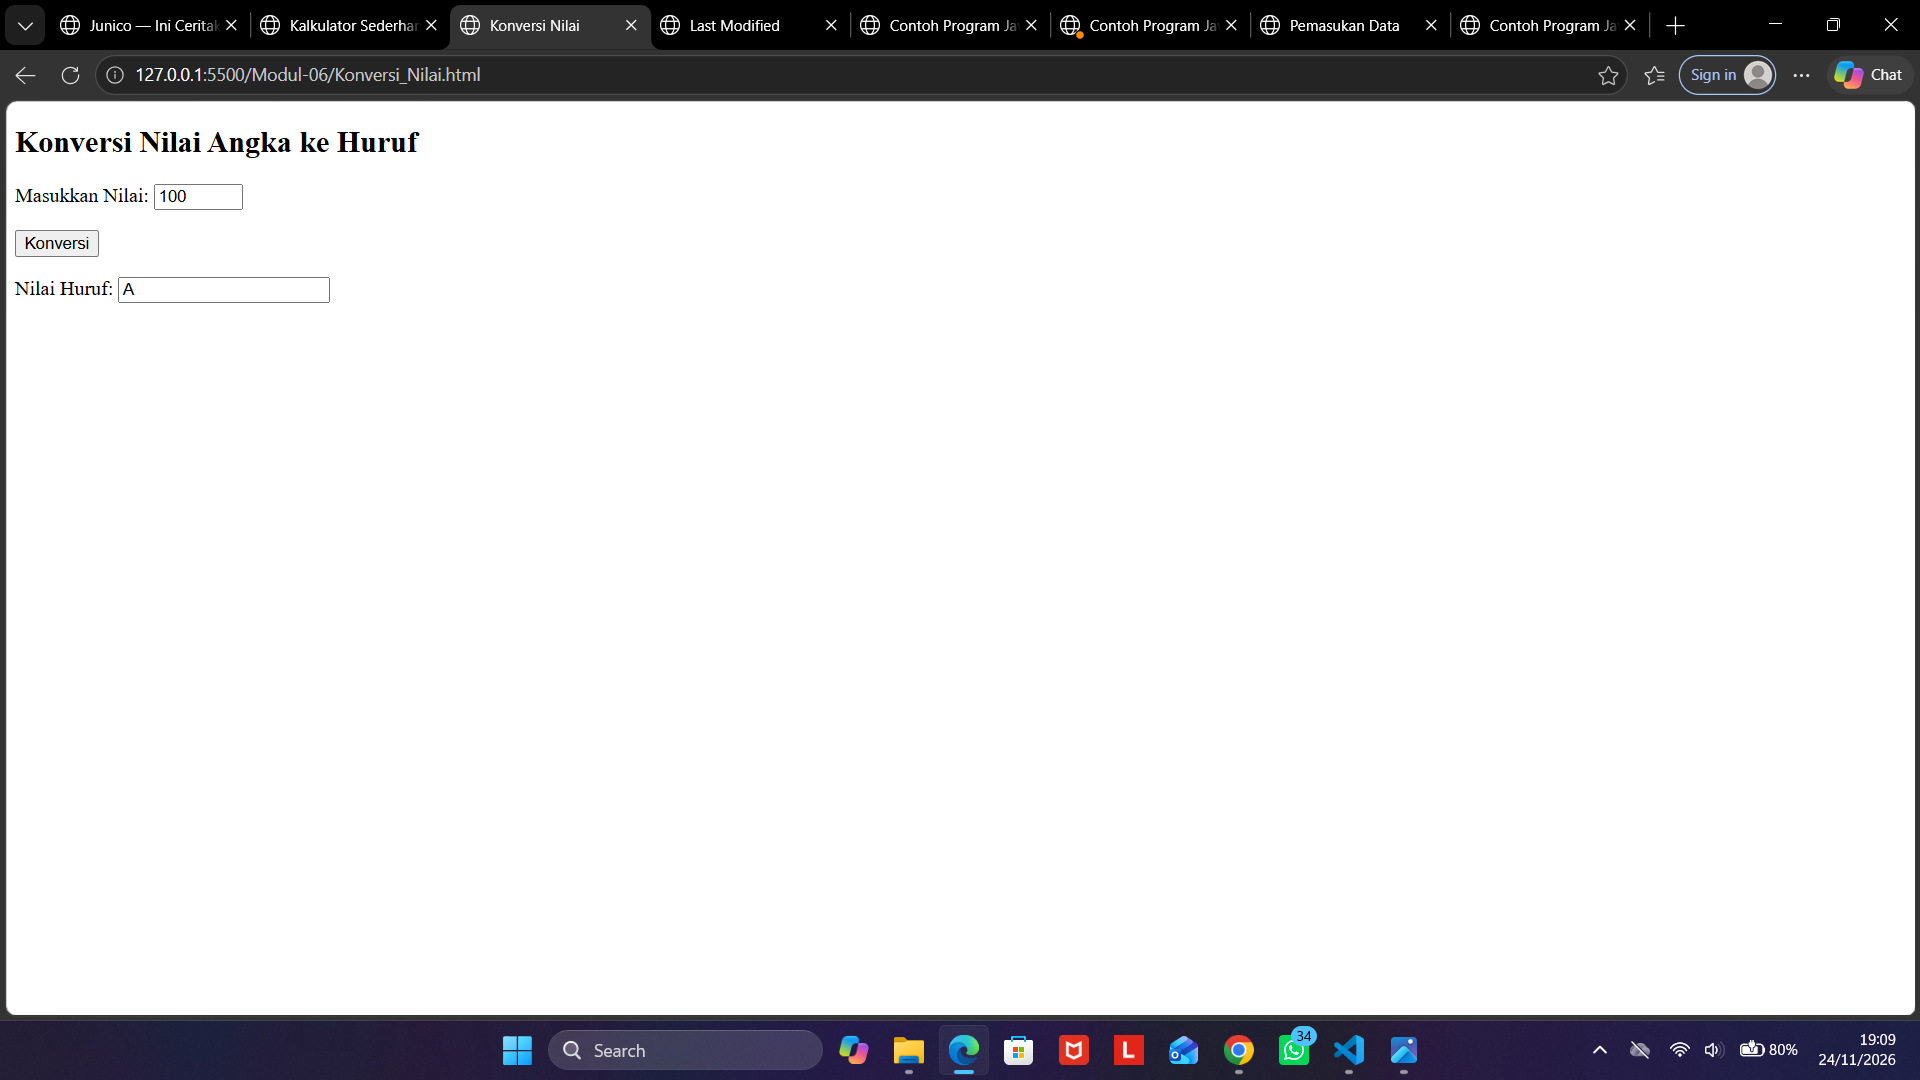 Junico — Ini Cerita
Kalkulator Sederhar
Konversi Nilai
Last Modified
Contoh Program Ja
Contoh Program Ja
Pemasukan Data
Contoh Program Ja
127.0.0.1:5500/Modul-06/Konversi_Nilai.html
Sign in
Chat
Konversi Nilai Angka ke Huruf
Masukkan Nilai: 100
Konversi
Nilai Huruf: A
Search
L
34
80%
19:09
24/11/2026